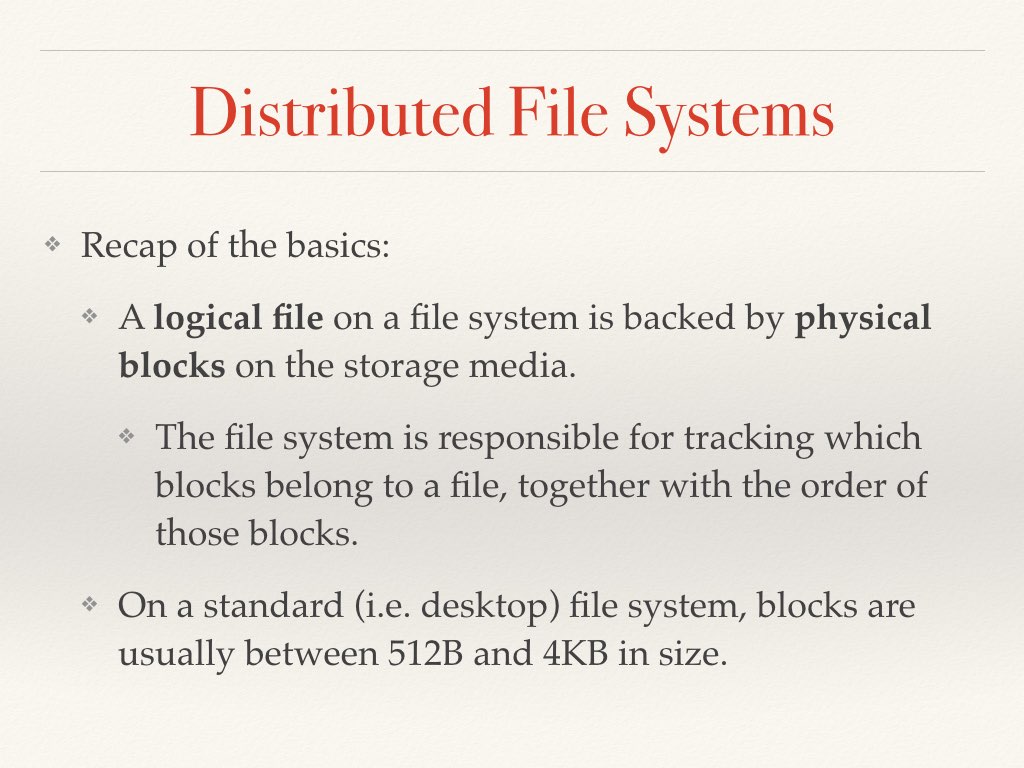 Distributed File Systems
❖ Recap of the basics:
❖ A logical file on a file system is backed by physical
blocks on the storage media.
❖ The file system is responsible for tracking which
blocks belong to a file, together with the order of
those blocks.
❖ On a standard (i.e. desktop) file system, blocks are
usually between 512B and 4KB in size.